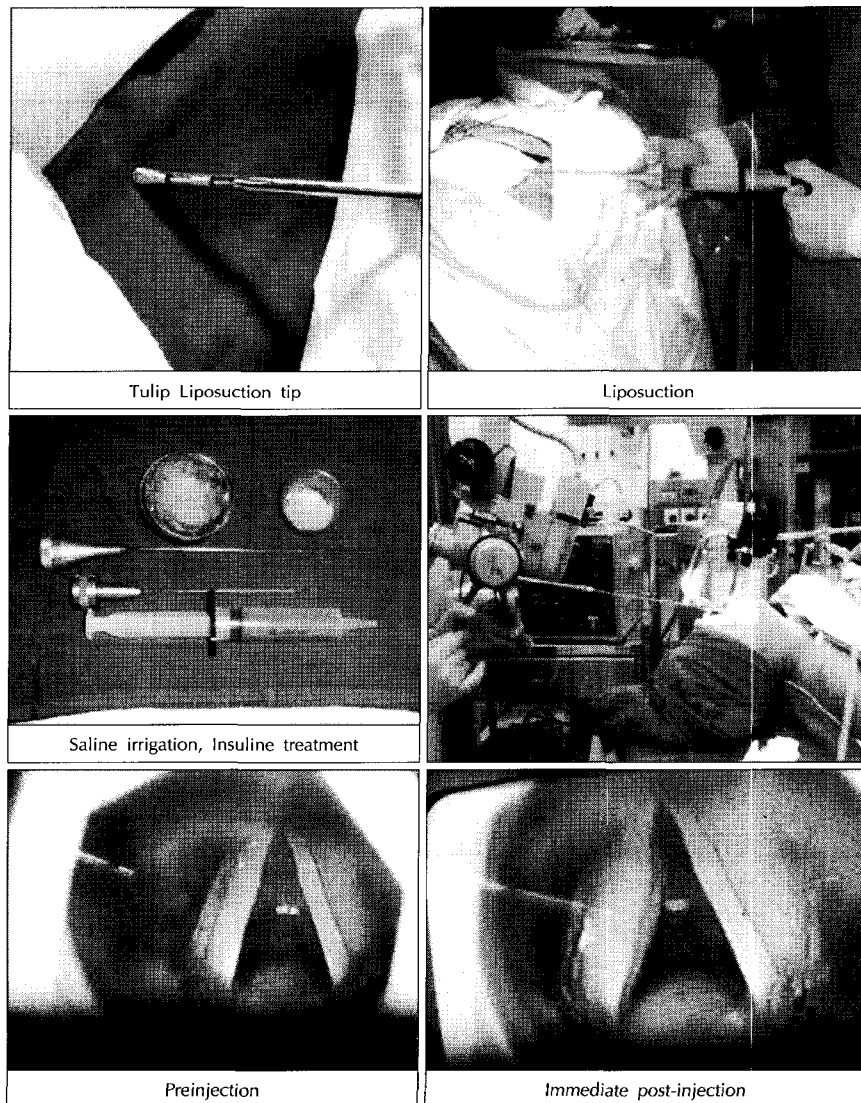 Tulip Liposuction tip
Liposuction
Saline irrigation, Insuline treatment
Preinjection
Immediate post-injection